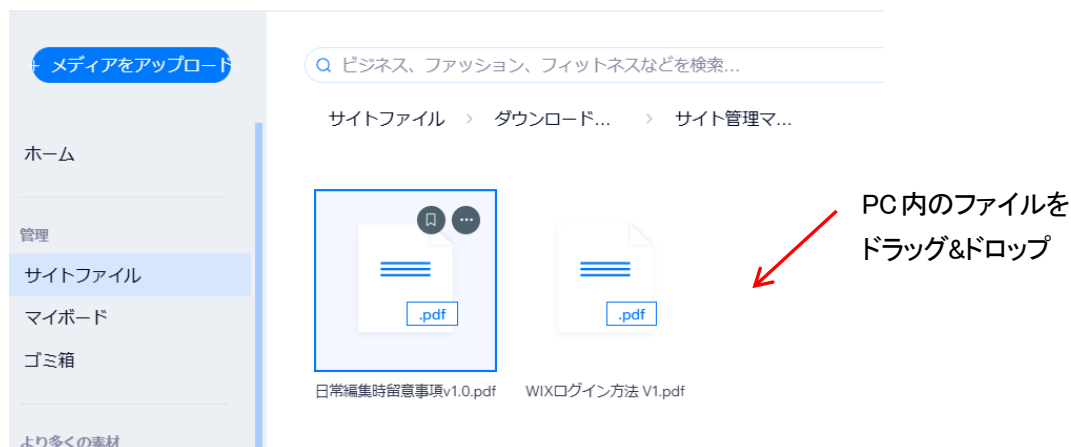 + メディアをアップロード
ビジネス、ファッション、フィットネスなどを検索...
サイトファイル > ダウンロード... > サイト管理マ...
ホーム
管理
サイトファイル
マイボード
ゴミ箱
より多くの素材
.pdf
.pdf
日常編集時留意事項v1.0.pdf
WIXログイン方法 V1.pdf
PC内のファイルを
ドラッグ&ドロップ